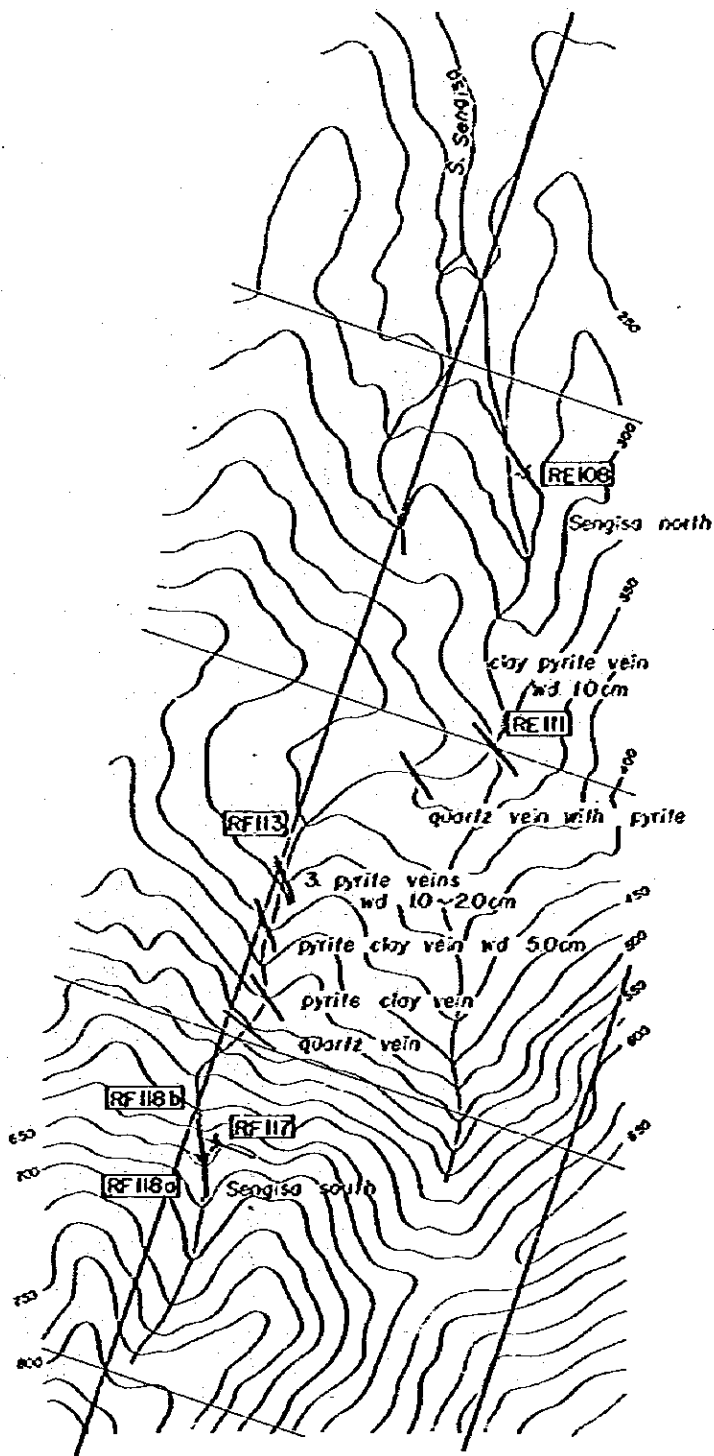 S. Sengisa
250
300
RE108
Sengisa north
350
clay pyrite vein
wd 10cm
RE111
400
quartz vein with pyrite
RF113
3. pyrite veins
wd 10~20cm
450
pyrite clay vein wd 50cm
500
550
pyrite clay vein
600
quartz vein
RF118b
RF117
650
650
700
RF118a
Sengisa south
750
800